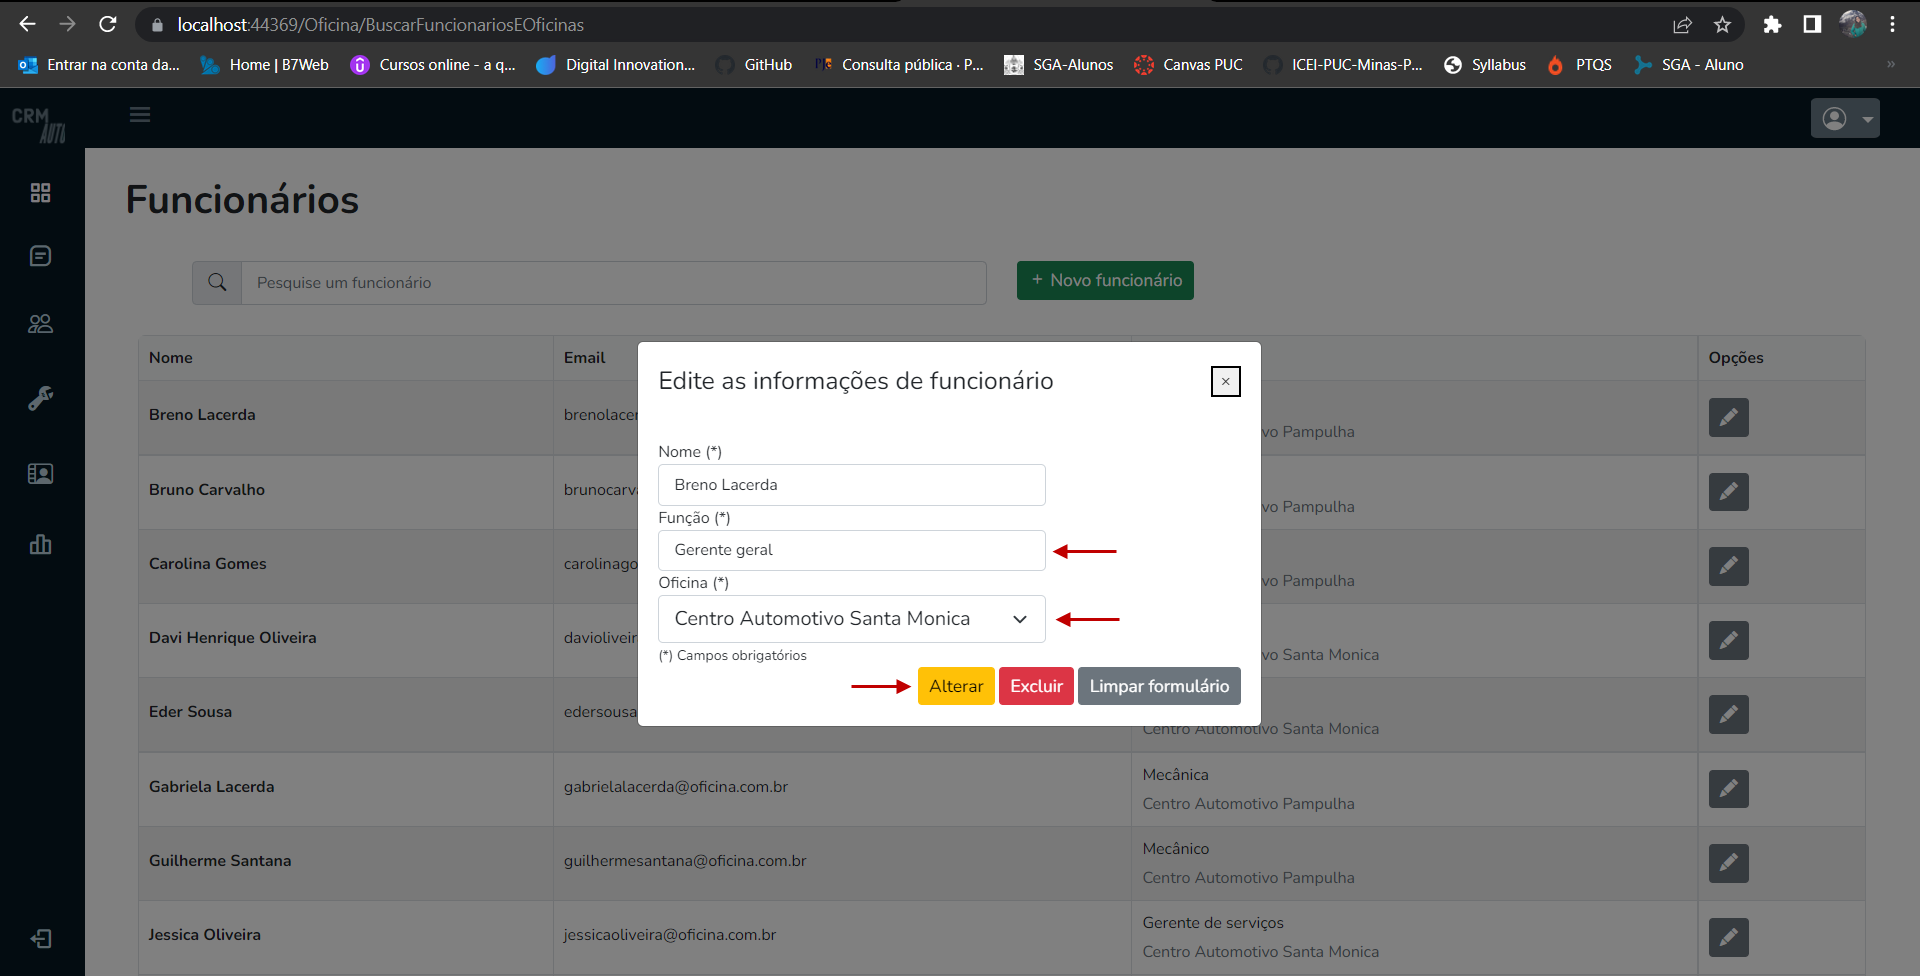 localhost:44369/Oficina/BuscarFuncionariosEOficinas
Entrar na conta da... Home | B7Web Cursos online - a q... Digital Innovation... GitHub Consulta pública · P... SGA-Alunos Canvas PUC ICEI-PUC-Minas-P... Syllabus PTQS SGA - Aluno »
CRM
AUTO
Funcionários
Pesquise um funcionário
+ Novo funcionário
Nome Email Opções
Breno Lacerda brenolacer
vo Pampulha
Bruno Carvalho brunocarv
vo Pampulha
Carolina Gomes carolinago
vo Pampulha
Davi Henrique Oliveira davioliveir
vo Santa Monica
Eder Sousa edersousa
Centro Automotivo Santa Monica
Edite as informações de funcionário
×
Nome (*)
Breno Lacerda
Função (*)
Gerente geral
Oficina (*)
Centro Automotivo Santa Monica
(*) Campos obrigatórios
Alterar Excluir Limpar formulário
Gabriela Lacerda gabrielalacerda@oficina.com.br Mecânica
Centro Automotivo Pampulha
Guilherme Santana guilhermesantana@oficina.com.br Mecânico
Centro Automotivo Pampulha
Jessica Oliveira jessicaoliveira@oficina.com.br Gerente de serviços
Centro Automotivo Santa Monica